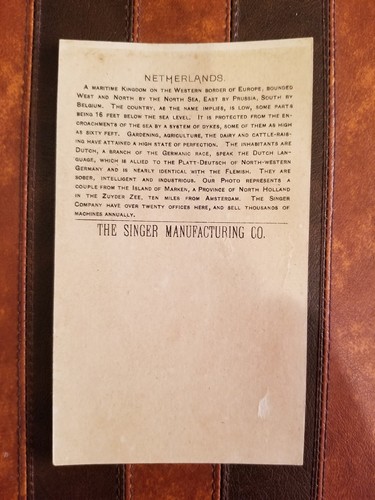 NETHERLANDS.
A MARITIME KINGDOM ON THE WESTERN BORDER OF EUROPE, BOUNDED
WEST AND NORTH BY THE NORTH SEA, EAST BY PRUSSIA, SOUTH BY
BELGIUM. THE COUNTRY, AS THE NAME IMPLIES, IS LOW, SOME PARTS
BEING 16 FEET BELOW THE SEA LEVEL. IT IS PROTECTED FROM THE EN-
CROACHMENTS OF THE SEA BY A SYSTEM OF DYKES, SOME OF THEM AS HIGH
AS SIXTY FEET. GARDENING, AGRICULTURE, THE DAIRY AND CATTLE-RAIS-
ING HAVE ATTAINED A HIGH STATE OF PERFECTION. THE INHABITANTS ARE
DUTCH, A BRANCH OF THE GERMANIC RACE, SPEAK THE DUTCH LAN-
GUAGE, WHICH IS ALLIED TO THE PLATT-DEUTSCH OF NORTH-WESTERN
GERMANY AND IS NEARLY IDENTICAL WITH THE FLEMISH. THEY ARE
SOBER, INTELLIGENT AND INDUSTRIOUS. OUR PHOTO REPRESENTS A
COUPLE FROM THE ISLAND OF MARKEN, A PROVINCE OF NORTH HOLLAND
IN THE ZUYDER ZEE, TEN MILES FROM AMSTERDAM. THE SINGER
COMPANY HAVE OVER TWENTY OFFICES HERE, AND SELL THOUSANDS OF
MACHINES ANNUALLY.
THE SINGER MANUFACTURING CO.